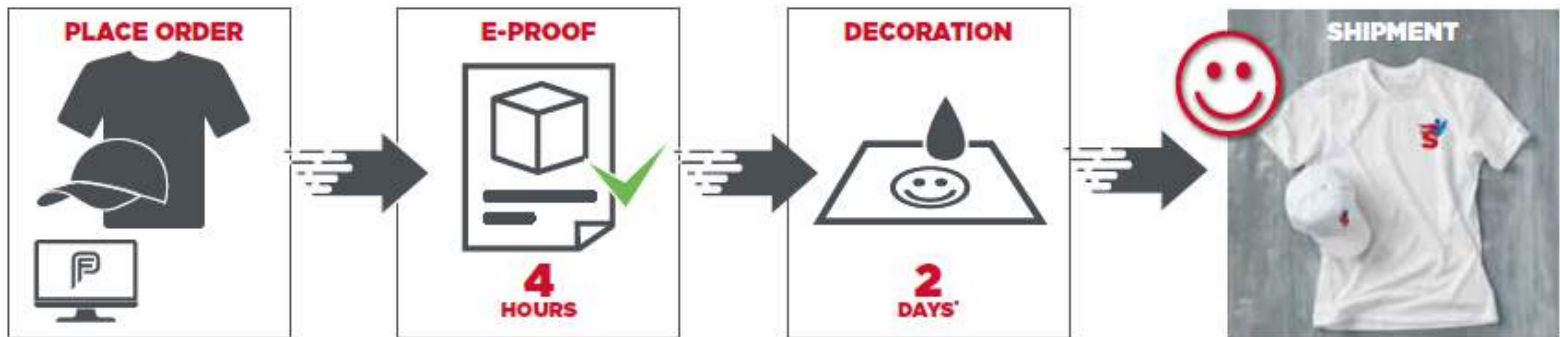 PLACE ORDER
E-PROOF
4
HOURS
DECORATION
2
DAYS*
SHIPMENT
S